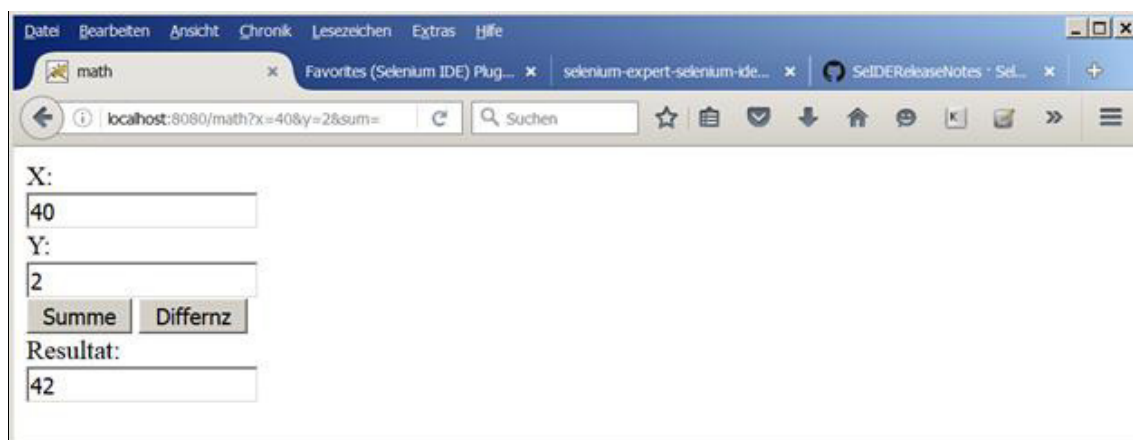 Datei Bearbeiten Ansicht Chronik Lesezeichen Extras Hilfe
math × Favorites (Selenium IDE) Plug... × selenium-expert-selenium-ide... × SeIDEReleaseNotes · Sel... ×
localhost:8080/math?x=40&y=2&sum= Suchen
X:
40
Y:
2
Summe Differnz
Resultat:
42